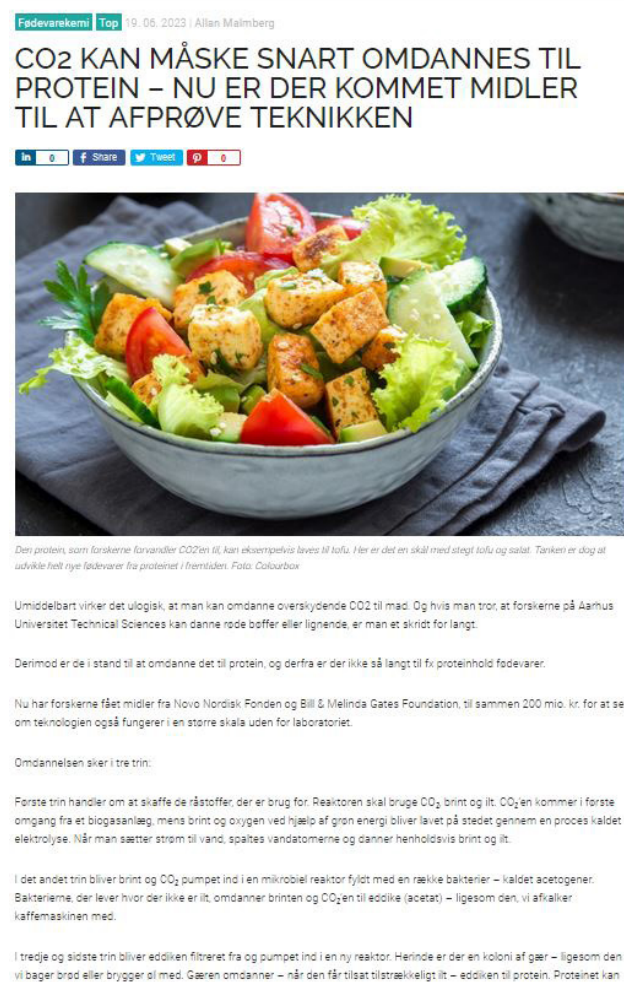 Fødevarekemi Top 19. 06. 2023 | Allan Malmberg
CO2 KAN MÅSKE SNART OMDANNES TIL
PROTEIN – NU ER DER KOMMET MIDLER
TIL AT AFPRØVE TEKNIKKEN
in 0 f Share Tweet 0
Den protein, som forskerne forvandler CO2'en til, kan eksempelvis laves til tofu. Her er det en skål med stegt tofu og salat. Tanken er dog at
udvikle helt nye fødevarer fra proteinet i fremtiden. Foto: Colourbox
Umiddelbart virker det ulogisk, at man kan omdanne overskydende CO2 til mad. Og hvis man tror, at forskerne på Aarhus
Universitet Technical Sciences kan danne røde bøffer eller lignende, er man et skridt for langt.
Derimod er de i stand til at omdanne det til protein, og derfra er der ikke så langt til fx proteinhold fødevarer.
Nu har forskerne fået midler fra Novo Nordisk Fonden og Bill & Melinda Gates Foundation, til sammen 200 mio. kr. for at se
om teknologien også fungerer i en større skala uden for laboratoriet.
Omdannelsen sker i tre trin:
Første trin handler om at skaffe de råstoffer, der er brug for. Reaktoren skal bruge CO₂, brint og ilt. CO₂'en kommer i første
omgang fra et biogasanlæg, mens brint og oxygen ved hjælp af grøn energi bliver lavet på stedet gennem en proces kaldet
elektrolyse. Når man sætter strøm til vand, spaltes vandatomerne og danner henholdsvis brint og ilt.
I det andet trin bliver brint og CO₂ pumpet ind i en mikrobiel reaktor fyldt med en række bakterier – kaldet acetogener.
Bakterierne, der lever hvor der ikke er ilt, omdanner brinten og CO₂'en til eddike (acetat) – ligesom den, vi afkalker
kaffemaskinen med.
I tredje og sidste trin bliver eddiken filtreret fra og pumpet ind i en ny reaktor. Herinde er der en koloni af gær – ligesom den
vi bager brød eller brygger øl med. Gæren omdanner – når den får tilsat tilstrækkeligt ilt – eddiken til protein. Proteinet kan